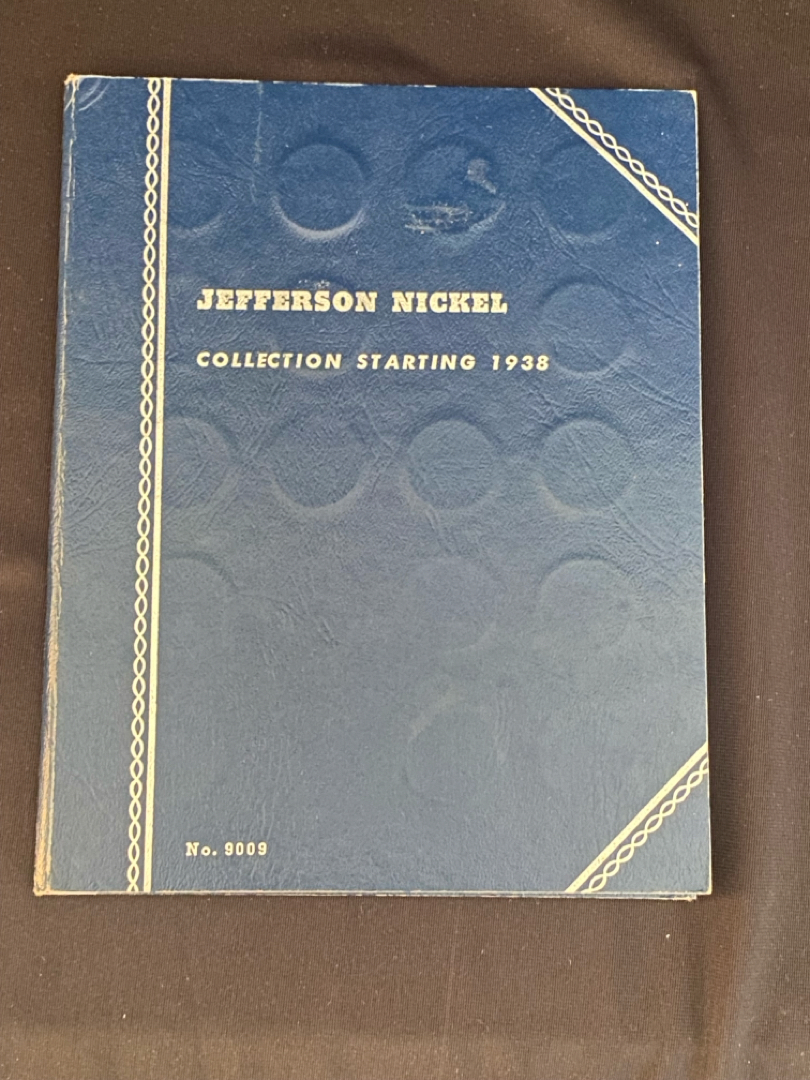 JEFFERSON NICKEL
COLLECTION STARTING 1938
No. 9009